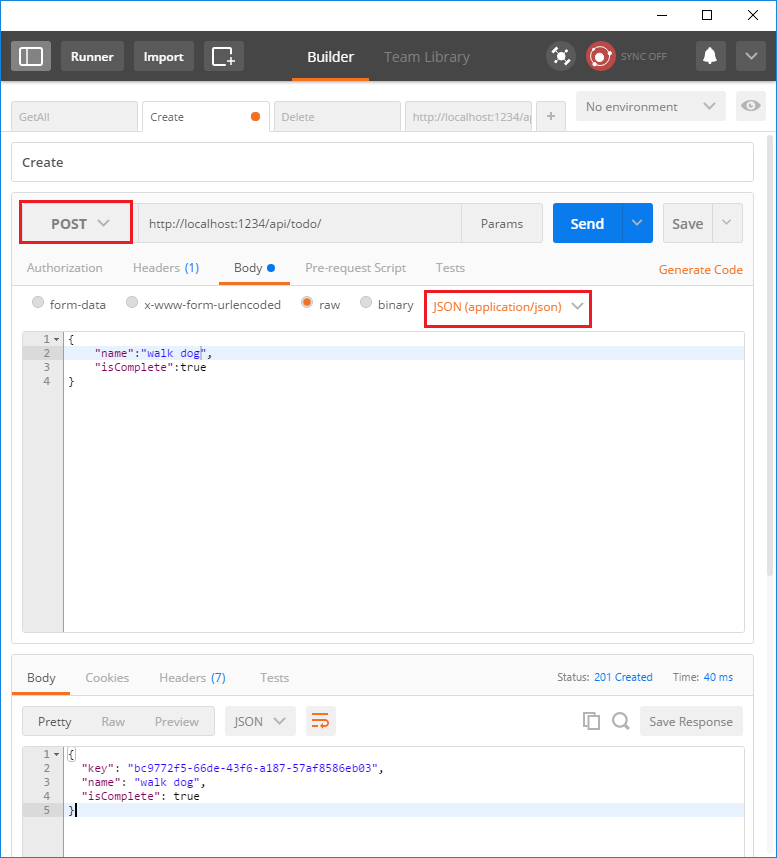 Runner Import Builder Team Library SYNC OFF
GetAll Create Delete http://localhost:1234/ap + No environment
Create
POST http://localhost:1234/api/todo/ Params Send Save
Authorization Headers (1) Body Pre-request Script Tests Generate Code
form-data x-www-form-urlencoded raw binary JSON (application/json)
1 {
2 "name":"walk dog",
3 "isComplete":true
4 }
Body Cookies Headers (7) Tests Status: 201 Created Time: 40 ms
Pretty Raw Preview JSON Save Response
1 {
2 "key": "bc9772f5-66de-43f6-a187-57af8586eb03",
3 "name": "walk dog",
4 "isComplete": true
5 }